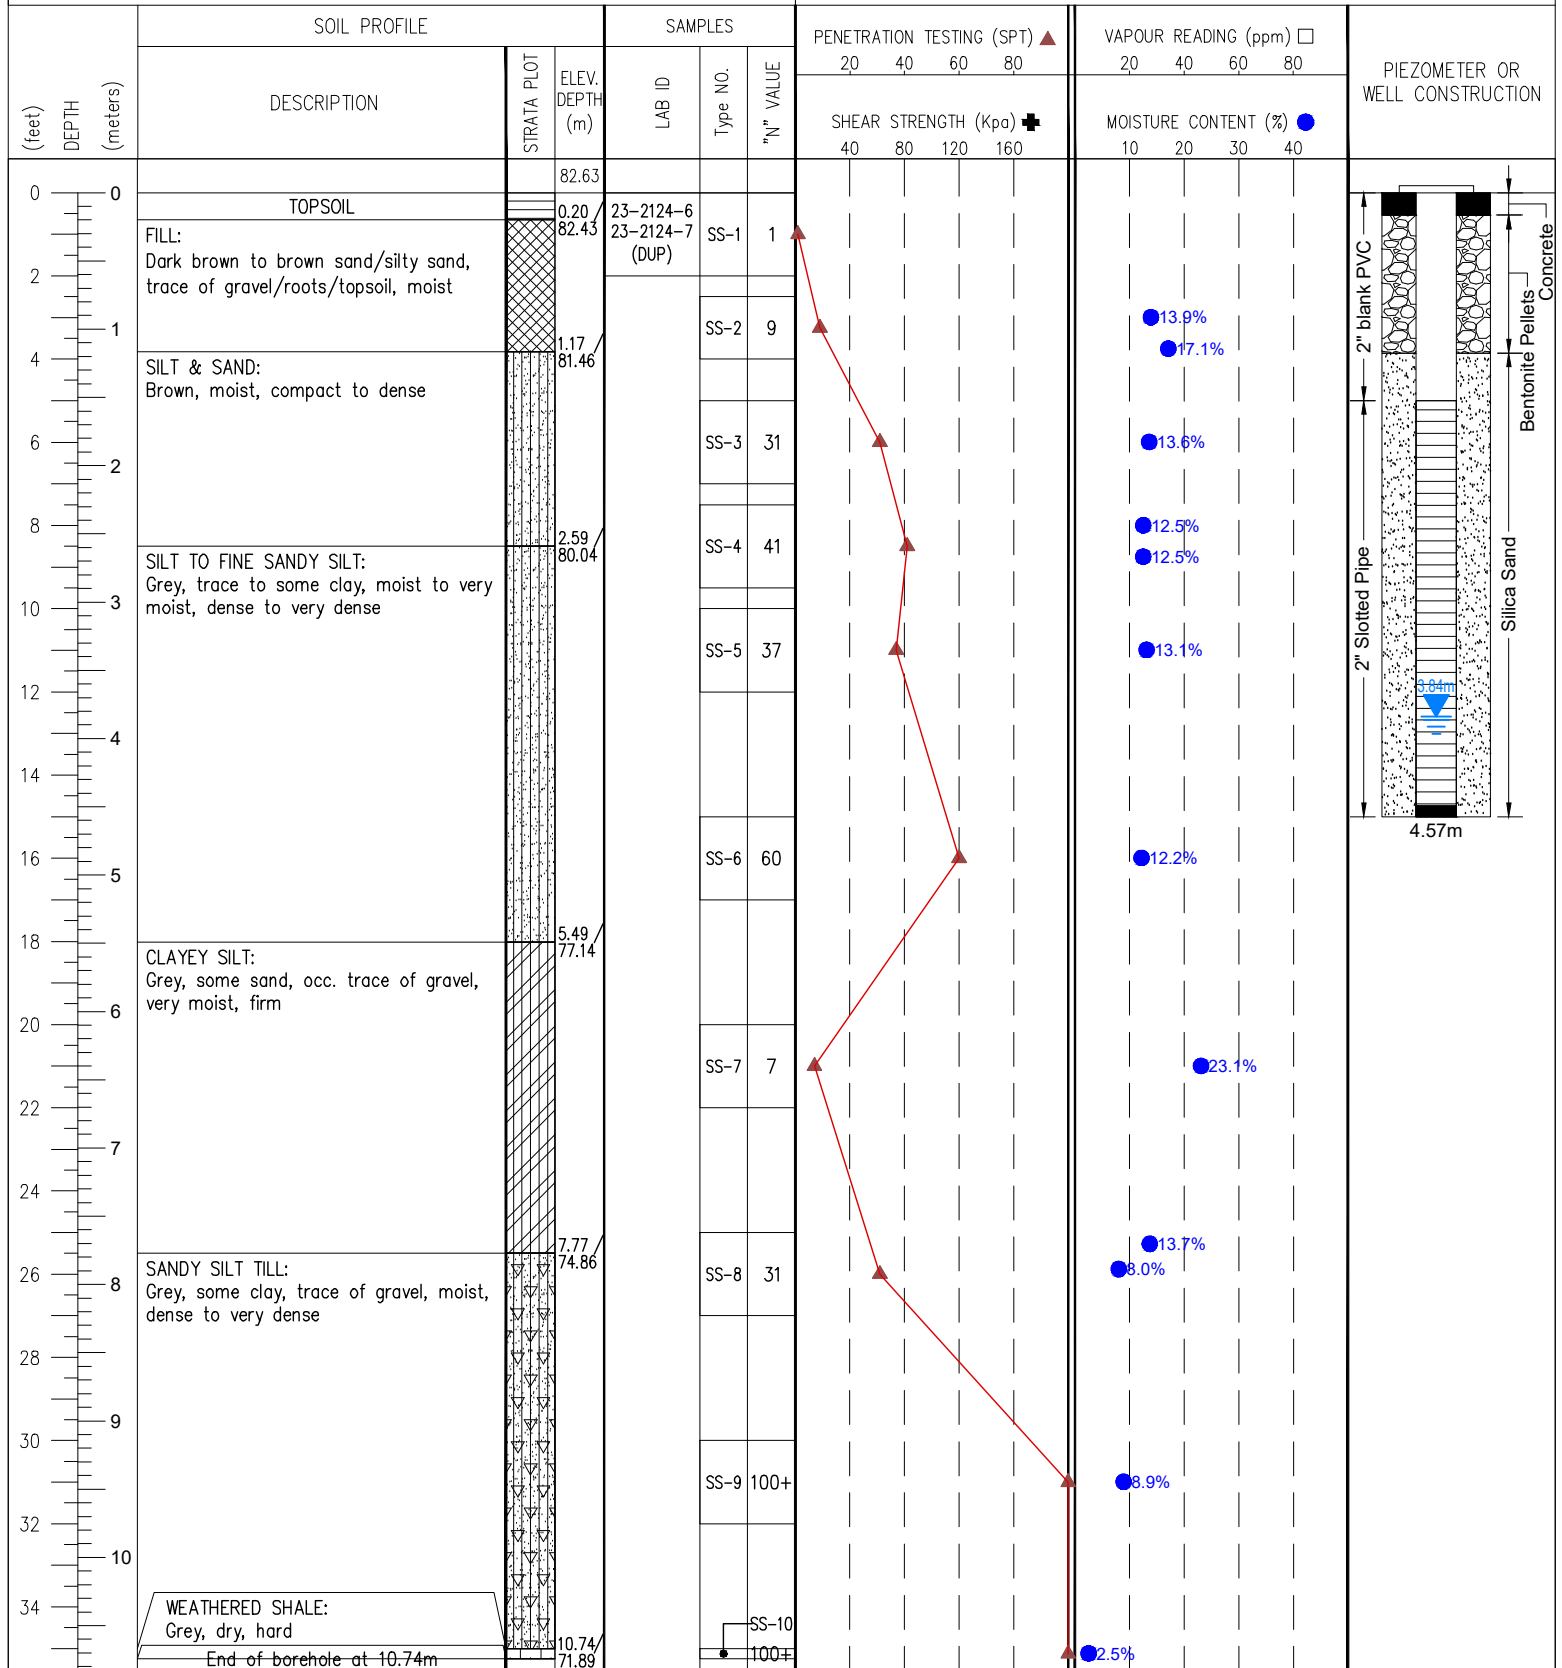 SOIL PROFILE
SAMPLES
PENETRATION TESTING (SPT)
20 40 60 80
VAPOUR READING (ppm)
20 40 60 80
PIEZOMETER OR
WELL CONSTRUCTION
(feet)
DEPTH
(meters)
DESCRIPTION
STRATA PLOT
ELEV.
DEPTH
(m)
LAB ID
Type NO.
"N" VALUE
SHEAR STRENGTH (Kpa)
40 80 120 160
MOISTURE CONTENT (%)
10 20 30 40
82.63
0
2
4
6
8
10
12
14
16
18
20
22
24
26
28
30
32
34
0
1
2
3
4
5
6
7
8
9
10
TOPSOIL
0.20
82.43
FILL:
Dark brown to brown sand/silty sand,
trace of gravel/roots/topsoil, moist
1.17
81.46
SILT & SAND:
Brown, moist, compact to dense
2.59
80.04
SILT TO FINE SANDY SILT:
Grey, trace to some clay, moist to very
moist, dense to very dense
5.49
77.14
CLAYEY SILT:
Grey, some sand, occ. trace of gravel,
very moist, firm
7.77
74.86
SANDY SILT TILL:
Grey, some clay, trace of gravel, moist,
dense to very dense
WEATHERED SHALE:
Grey, dry, hard
10.74
71.89
End of borehole at 10.74m
23-2124-6
23-2124-7
(DUP)
SS-1 1
SS-2 9
SS-3 31
SS-4 41
SS-5 37
SS-6 60
SS-7 7
SS-8 31
SS-9 100+
SS-10
100+
13.9%
17.1%
13.6%
12.5%
12.5%
13.1%
12.2%
23.1%
13.7%
8.0%
8.9%
2.5%
2" blank PVC
2" Slotted Pipe
Concrete
Bentonite Pellets
Silica Sand
3.84m
4.57m